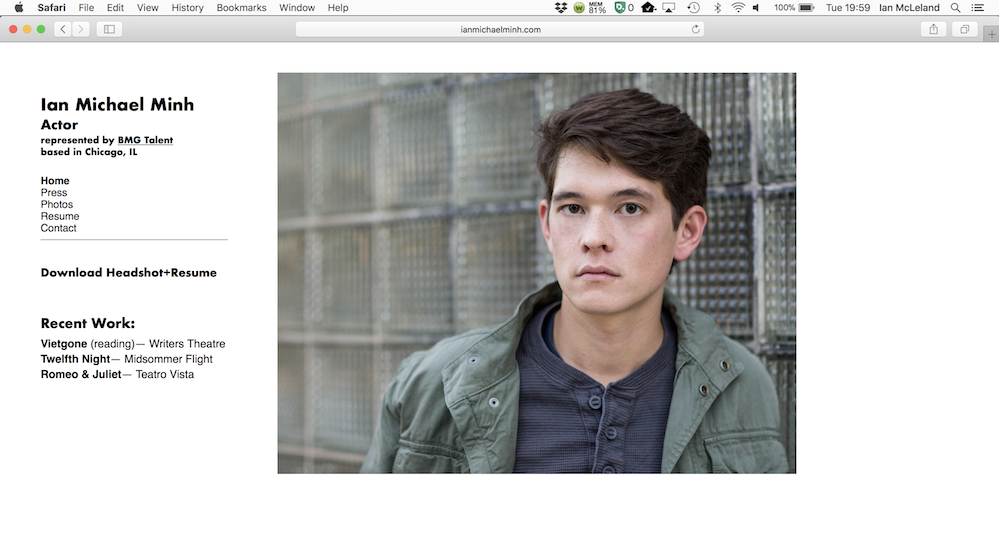 Safari File Edit View History Bookmarks Window Help MEM 81% 0 100% Tue 19:59 Ian McLeland
ianmichaelminh.com
Ian Michael Minh
Actor
represented by BMG Talent
based in Chicago, IL
Home
Press
Photos
Resume
Contact
Download Headshot+Resume
Recent Work:
Vietgone (reading)— Writers Theatre
Twelfth Night— Midsommer Flight
Romeo & Juliet— Teatro Vista